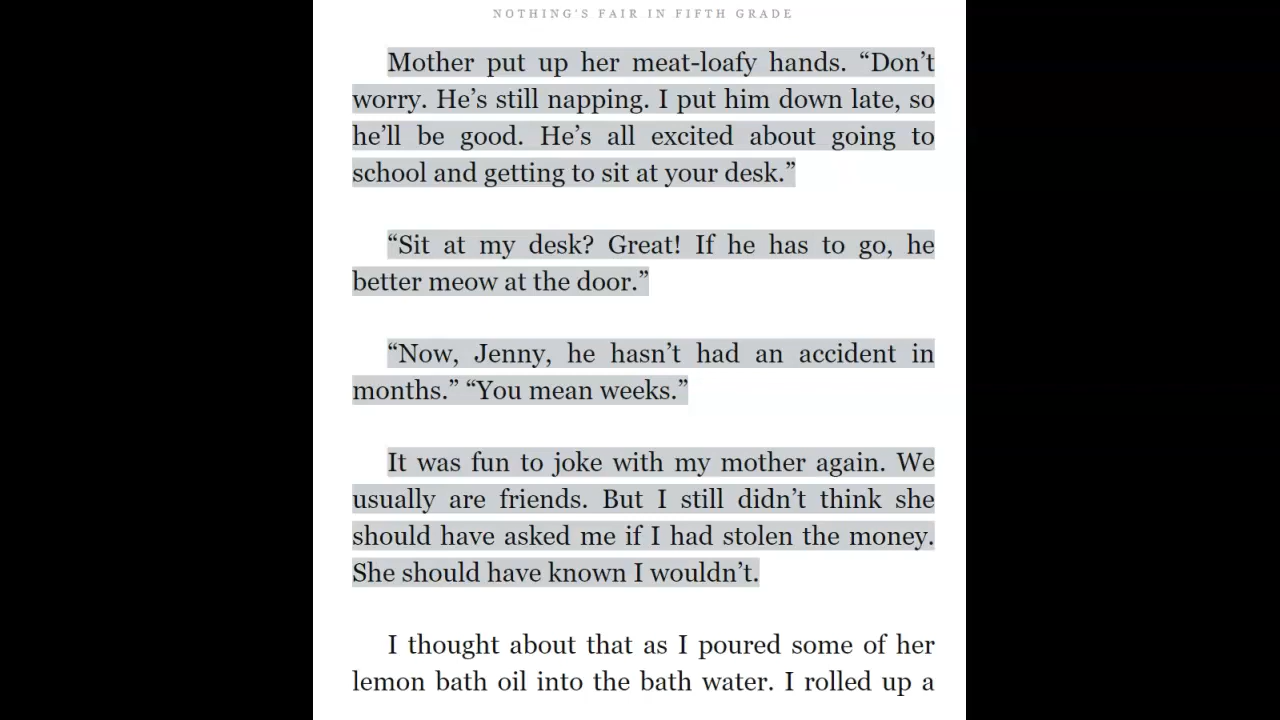 NOTHING'S FAIR IN FIFTH GRADE
Mother put up her meat-loafy hands. “Don’t
worry. He’s still napping. I put him down late, so
he’ll be good. He’s all excited about going to
school and getting to sit at your desk.”
“Sit at my desk? Great! If he has to go, he
better meow at the door.”
“Now, Jenny, he hasn’t had an accident in
months.” “You mean weeks.”
It was fun to joke with my mother again. We
usually are friends. But I still didn’t think she
should have asked me if I had stolen the money.
She should have known I wouldn’t.
I thought about that as I poured some of her
lemon bath oil into the bath water. I rolled up a